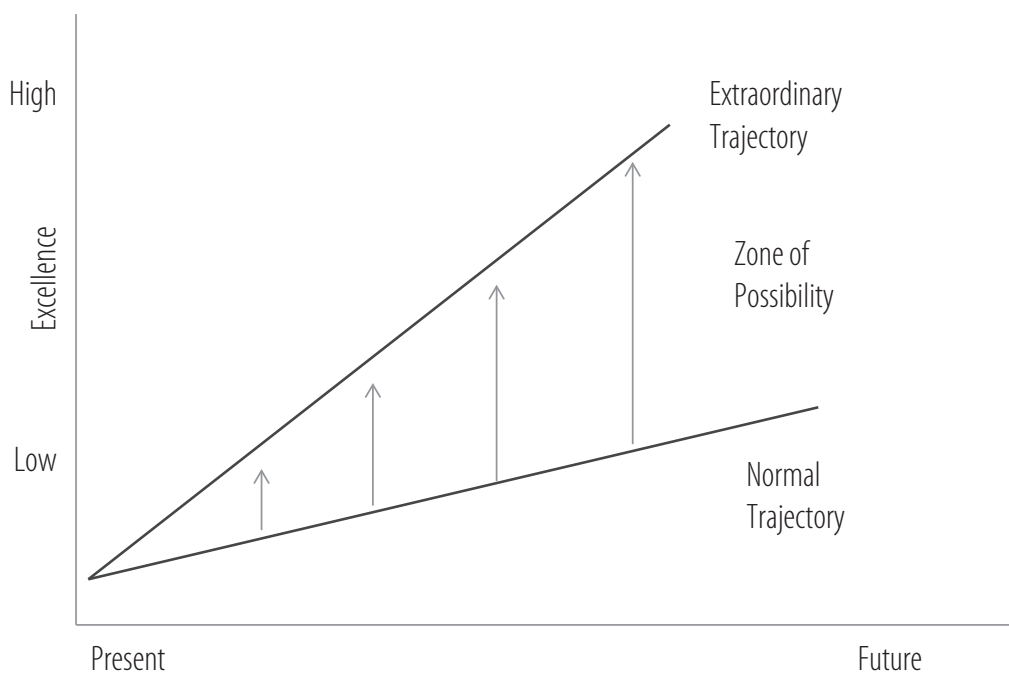 High
Extraordinary
Trajectory
Excellence
Zone of
Possibility
Low
Normal
Trajectory
Present
Future